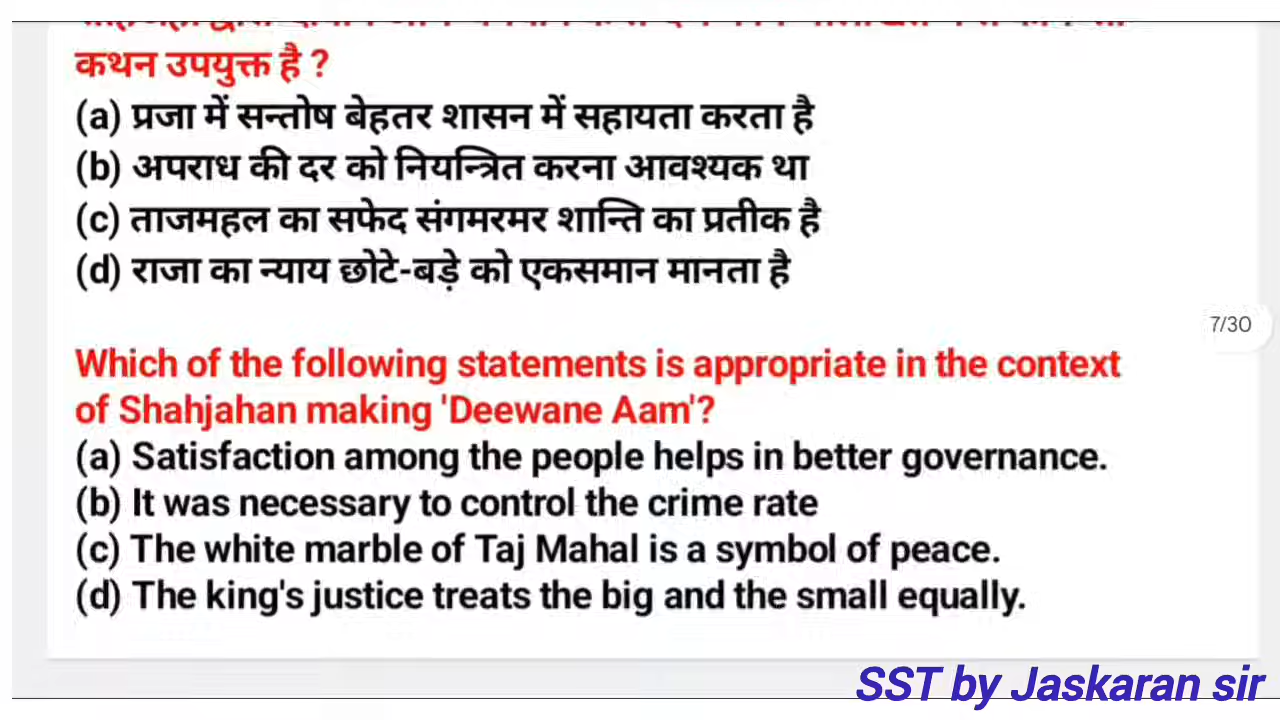 कथन उपयुक्त है ?
(a) प्रजा में सन्तोष बेहतर शासन में सहायता करता है
(b) अपराध की दर को नियन्त्रित करना आवश्यक था
(c) ताजमहल का सफेद संगमरमर शान्ति का प्रतीक है
(d) राजा का न्याय छोटे-बड़े को एकसमान मानता है
7/30
Which of the following statements is appropriate in the context
of Shahjahan making 'Deewane Aam'?
(a) Satisfaction among the people helps in better governance.
(b) It was necessary to control the crime rate
(c) The white marble of Taj Mahal is a symbol of peace.
(d) The king's justice treats the big and the small equally.
SST by Jaskaran sir